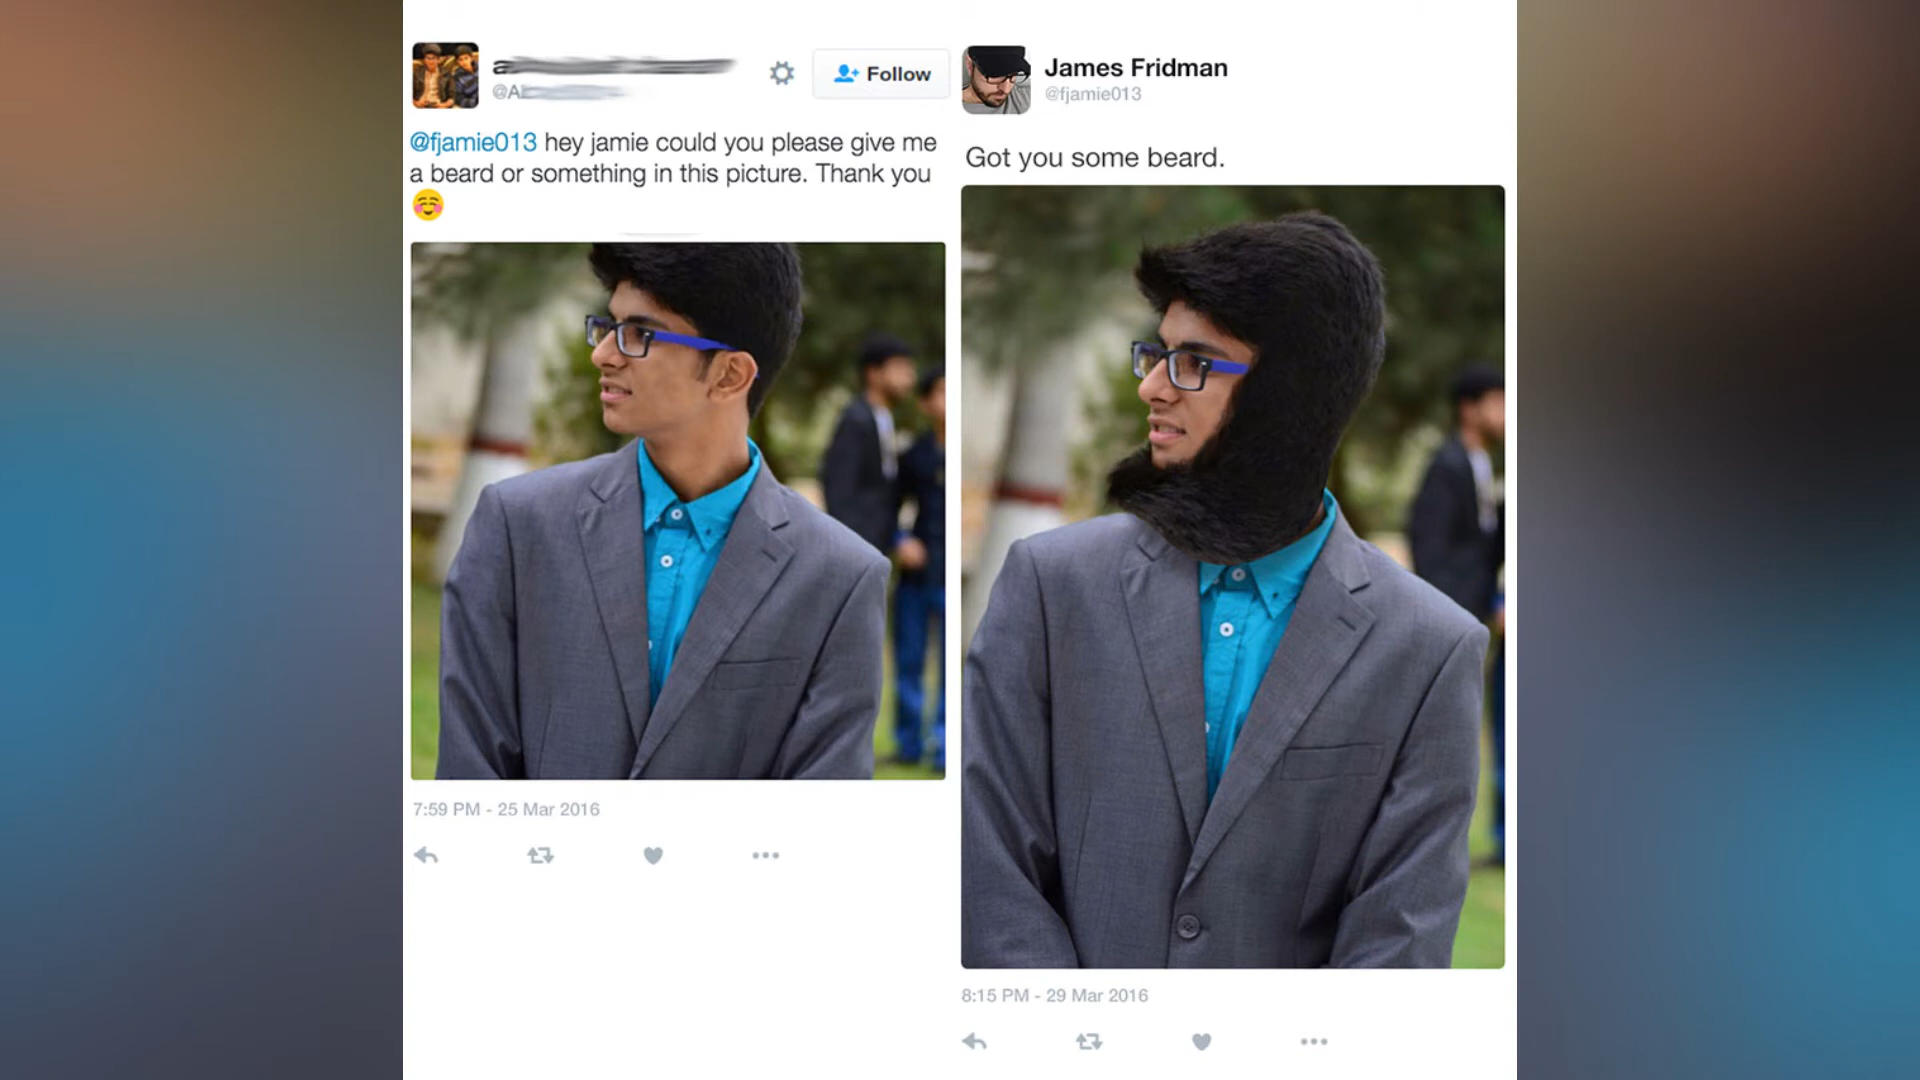 Follow
@fjamie013 hey jamie could you please give me
a beard or something in this picture. Thank you
7:59 PM - 25 Mar 2016
James Fridman
@fjamie013
Got you some beard.
8:15 PM - 29 Mar 2016